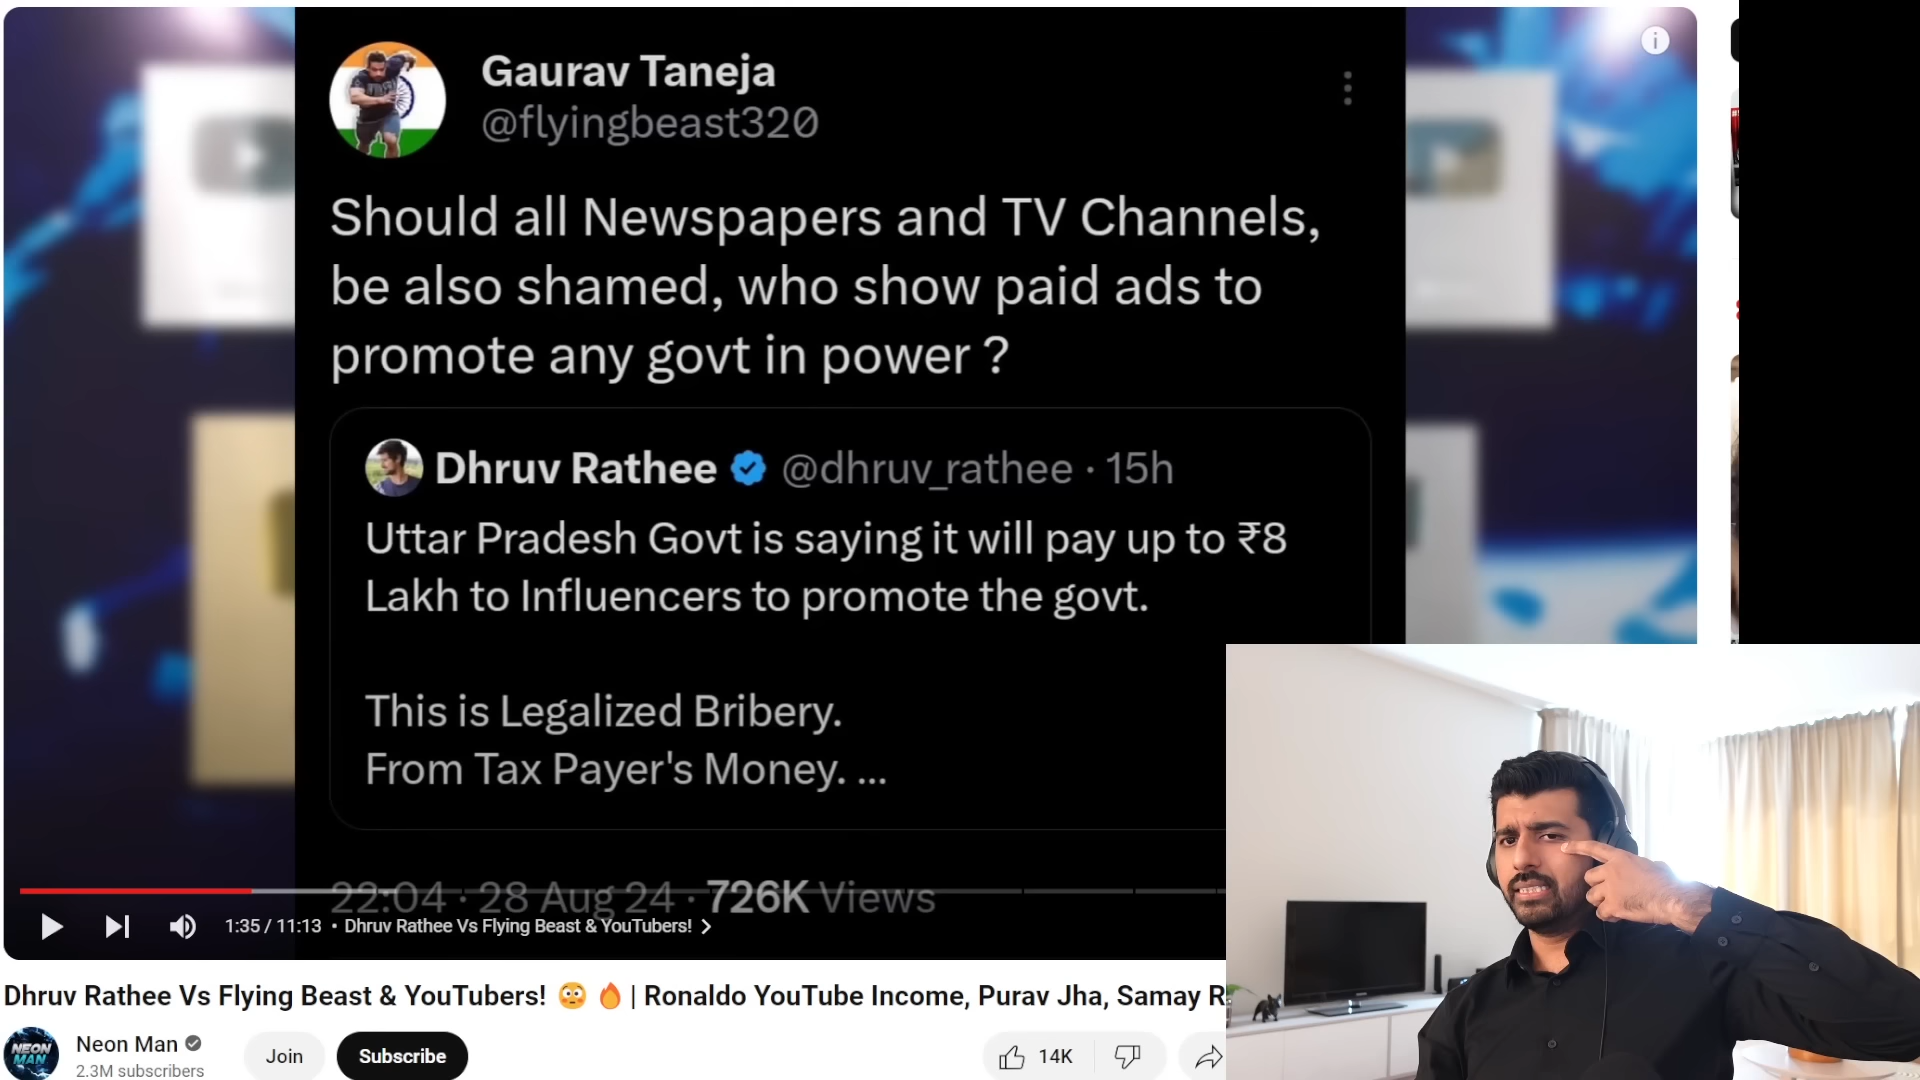 Gaurav Taneja
@flyingbeast320
Should all Newspapers and TV Channels,
be also shamed, who show paid ads to
promote any govt in power ?
Dhruv Rathee @dhruv_rathee · 15h
Uttar Pradesh Govt is saying it will pay up to ₹8
Lakh to Influencers to promote the govt.
This is Legalized Bribery.
From Tax Payer's Money. ...
22:04 · 28 Aug 24 · 726K Views
1:35 / 11:13 • Dhruv Rathee Vs Flying Beast & YouTubers! >
Dhruv Rathee Vs Flying Beast & YouTubers! 😳 🔥 | Ronaldo YouTube Income, Purav Jha, Samay R
NEON
MAN
Neon Man
2.3M subscribers
Join
Subscribe
14K